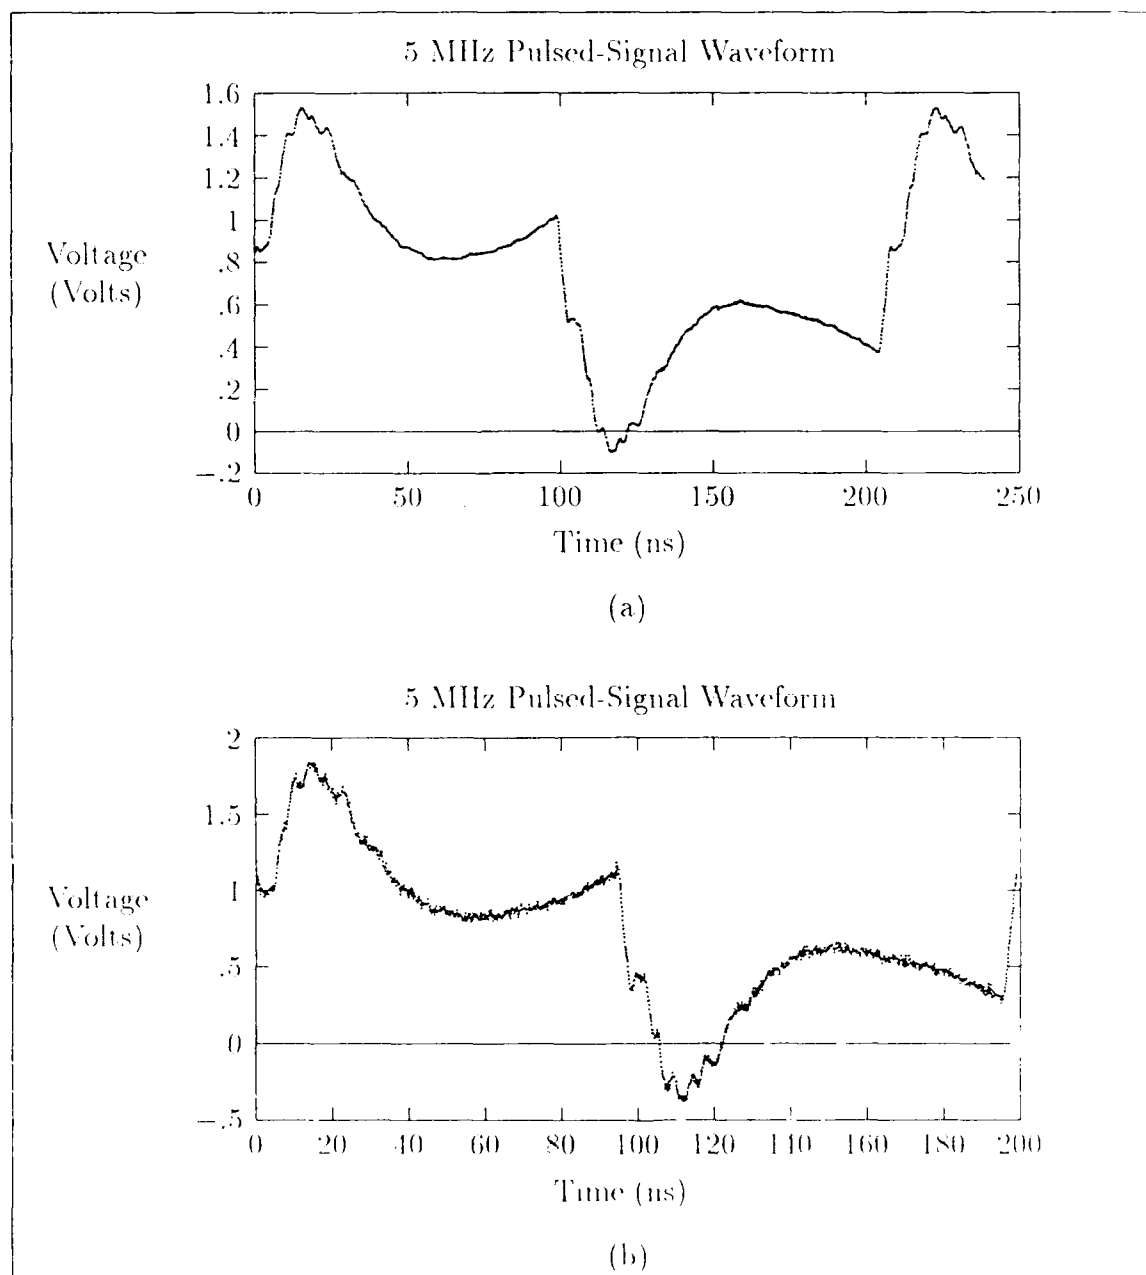 5 MHz Pulsed-Signal Waveform
1.6
1.4
1.2
1
.8
.6
.4
.2
0
−.2
Voltage
(Volts)
0 50 100 150 200 250
Time (ns)
(a)
5 MHz Pulsed-Signal Waveform
2
1.5
1
.5
0
−.5
Voltage
(Volts)
0 20 40 60 80 100 120 140 160 180 200
Time (ns)
(b)